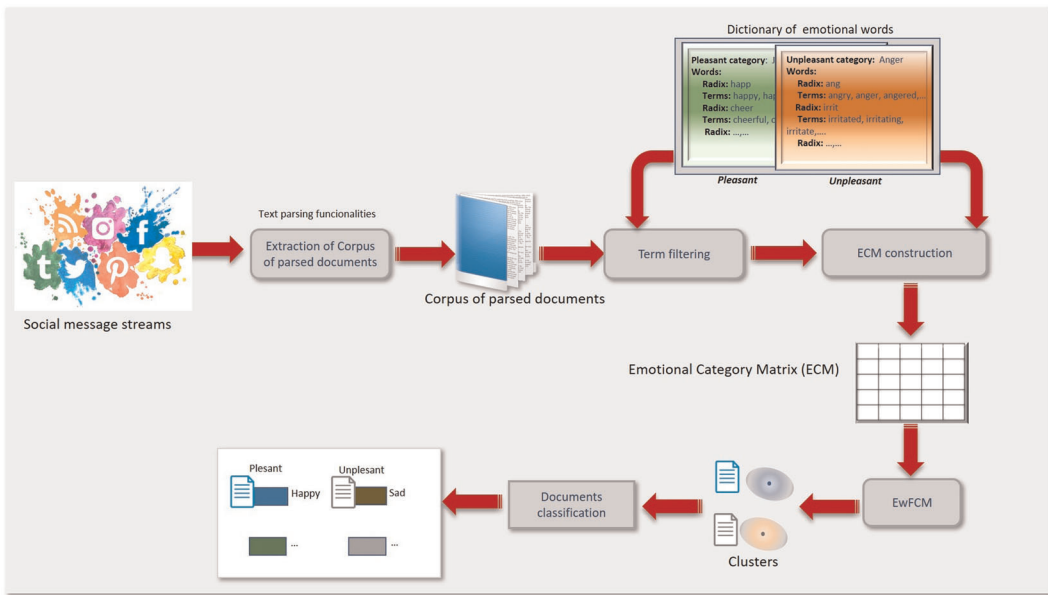 Dictionary of emotional words
Pleasant category: J
Words:
Radix: happ
Terms: happy, hap
Radix: cheer
Terms: cheerful, c
Radix: ...,...
Unpleasant category: Anger
Words:
Radix: ang
Terms: angry, anger, angered,...
Radix: irrit
Terms: irritated, irritating,
irritate,....
Radix: ...,...
Pleasant
Unpleasant
Text parsing funcionalities
Extraction of Corpus
of parsed documents
Term filtering
ECM construction
Corpus of parsed documents
Social message streams
Emotional Category Matrix (ECM)
Plesant
Unplesant
Happy
Sad
...
...
Documents
classification
EwFCM
Clusters